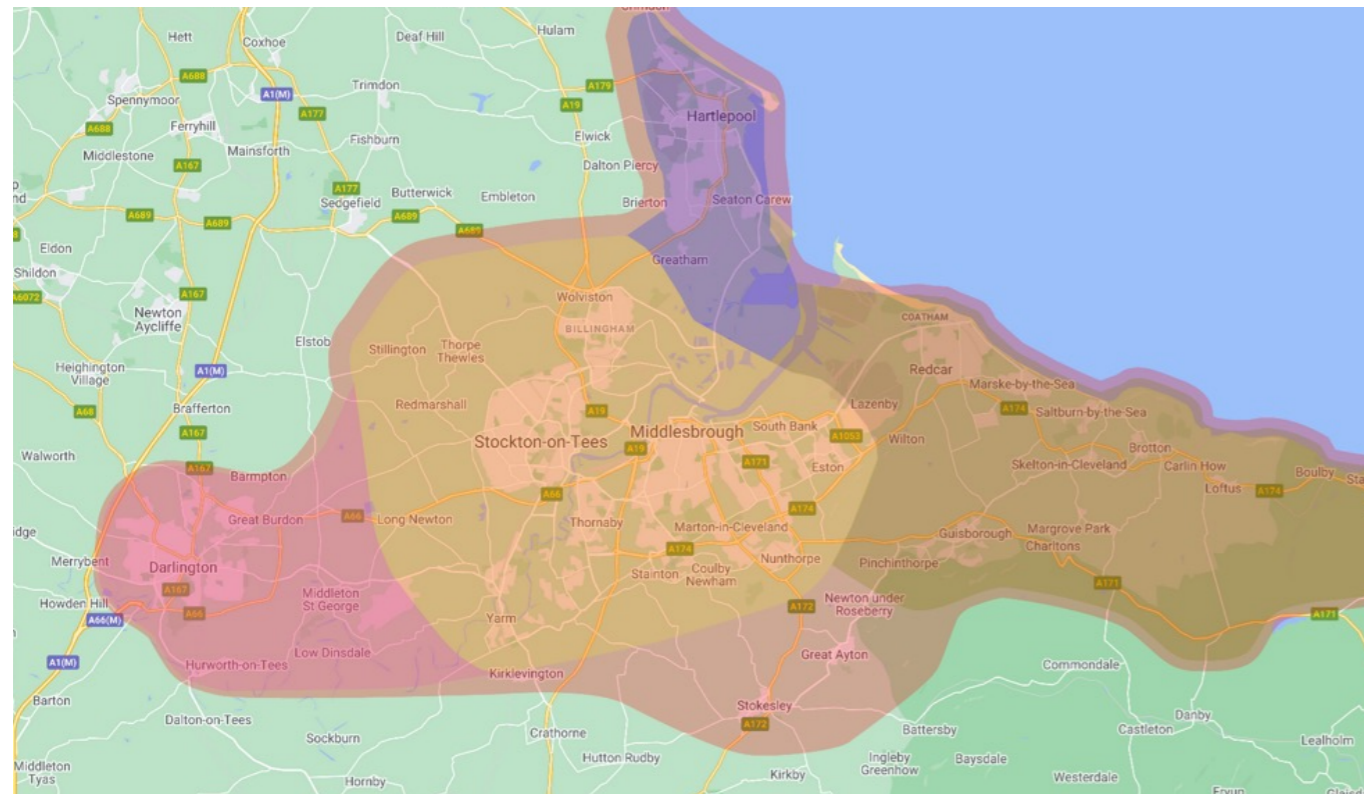 Hett
Coxhoe
Deaf Hill
Hulam
A688
A1(M)
Trimdon
A179
Spennymoor
A177
A19
Hartlepool
A688
Ferryhill
Fishburn
Elwick
Middlestone
Mainsforth
A167
Dalton Piercy
A177
Butterwick
Embleton
Brierton
Seaton Carew
Sedgefield
A689
A689
A689
A689
Eldon
Greatham
Shildon
A6072
A167
Wolviston
Newton
Aycliffe
BILLINGHAM
COATHAM
Elstob
Stillington
Thorpe
Thewles
Heighington
Village
A1(M)
Redcar
Marske-by-the-Sea
A68
Brafferton
Redmarshall
A19
Lazenby
A174
Saltburn-by-the-Sea
A167
Stockton-on-Tees
Middlesbrough
South Bank
A1053
Wilton
Brotton
Walworth
A19
A171
Eston
Skelton-in-Cleveland
Carlin How
A167
Barmpton
Loftus
A174
Boulby
A66
Great Burdon
A66
Long Newton
Thornaby
A174
Marton-in-Cleveland
Guisborough
Margrove Park
Charltons
Merrybent
Darlington
A174
Nunthorpe
Pinchinthorpe
Stainton
Coulby
Newham
A167
Middleton
St George
A171
Howden Hill
A66
A66(M)
Yarm
A172
Newton under
Roseberry
A171
A1(M)
Hurworth-on-Tees
Low Dinsdale
Kirklevington
Great Ayton
Commondale
Barton
Stokesley
A172
Dalton-on-Tees
Crathorne
Battersby
Castleton
Danby
Sockburn
Lealholm
Hutton Rudby
Ingleby
Greenhow
Baysdale
Middleton
Tyas
Hornby
Kirkby
Westerdale